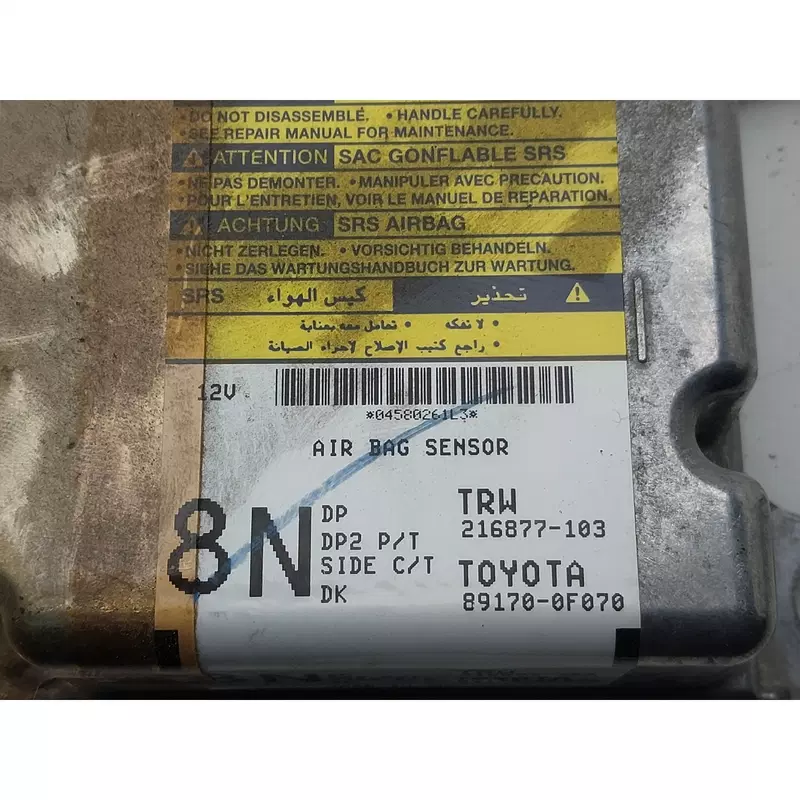 •DO NOT DISASSEMBLE. •HANDLE CAREFULLY.
•SEE REPAIR MANUAL FOR MAINTENANCE.
ATTENTION SAC GONFLABLE SRS
•NE PAS DEMONTER. •MANIPULER AVEC PRECAUTION.
•POUR L'ENTRETIEN, VOIR LE MANUEL DE REPARATION.
ACHTUNG SRS AIRBAG
•NICHT ZERLEGEN. •VORSICHTIG BEHANDELN.
•SIEHE DAS WARTUNGSHANDBUCH ZUR WARTUNG.
تحذير كيس الهواء SRS
• لا تفكه • تعامل معه بعناية
• راجع كتيب الإصلاح لإجراء الصيانة
12V
*04580261L3*
AIR BAG SENSOR
8N
DP
DP2 P/T
SIDE C/T
DK
TRW
216877-103
TOYOTA
89170-0F070